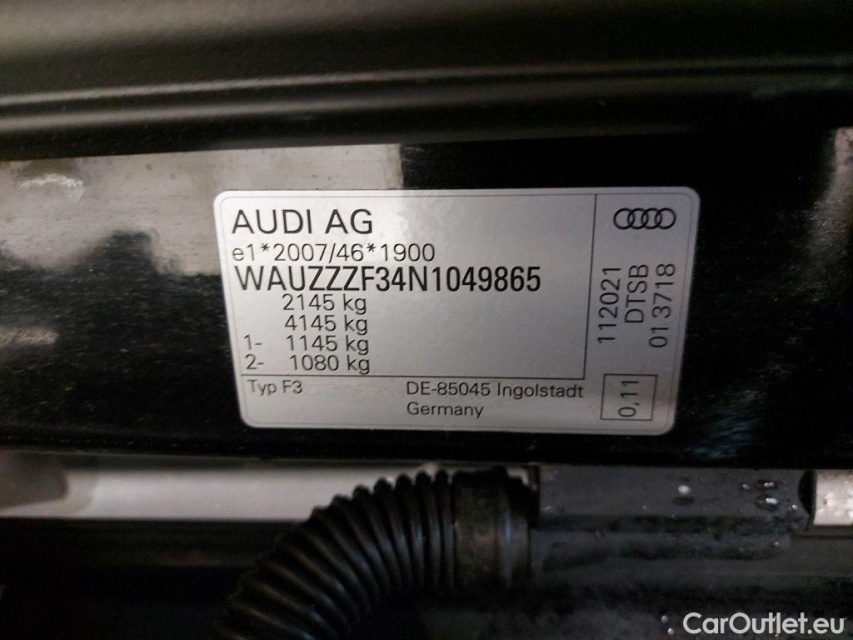 AUDI AG
e1*2007/46*1900
WAUZZZF34N1049865
2145 kg
4145 kg
1- 1145 kg
2- 1080 kg
Typ F3
DE-85045 Ingolstadt
Germany
112021
DTSB
013718
0,11
CarOutlet.eu